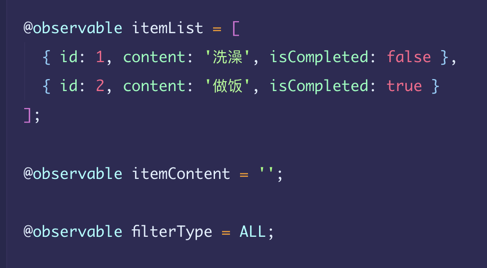 @observable itemList = [
{ id: 1, content: '洗澡', isCompleted: false },
{ id: 2, content: '做饭', isCompleted: true }
];
@observable itemContent = '';
@observable filterType = ALL;